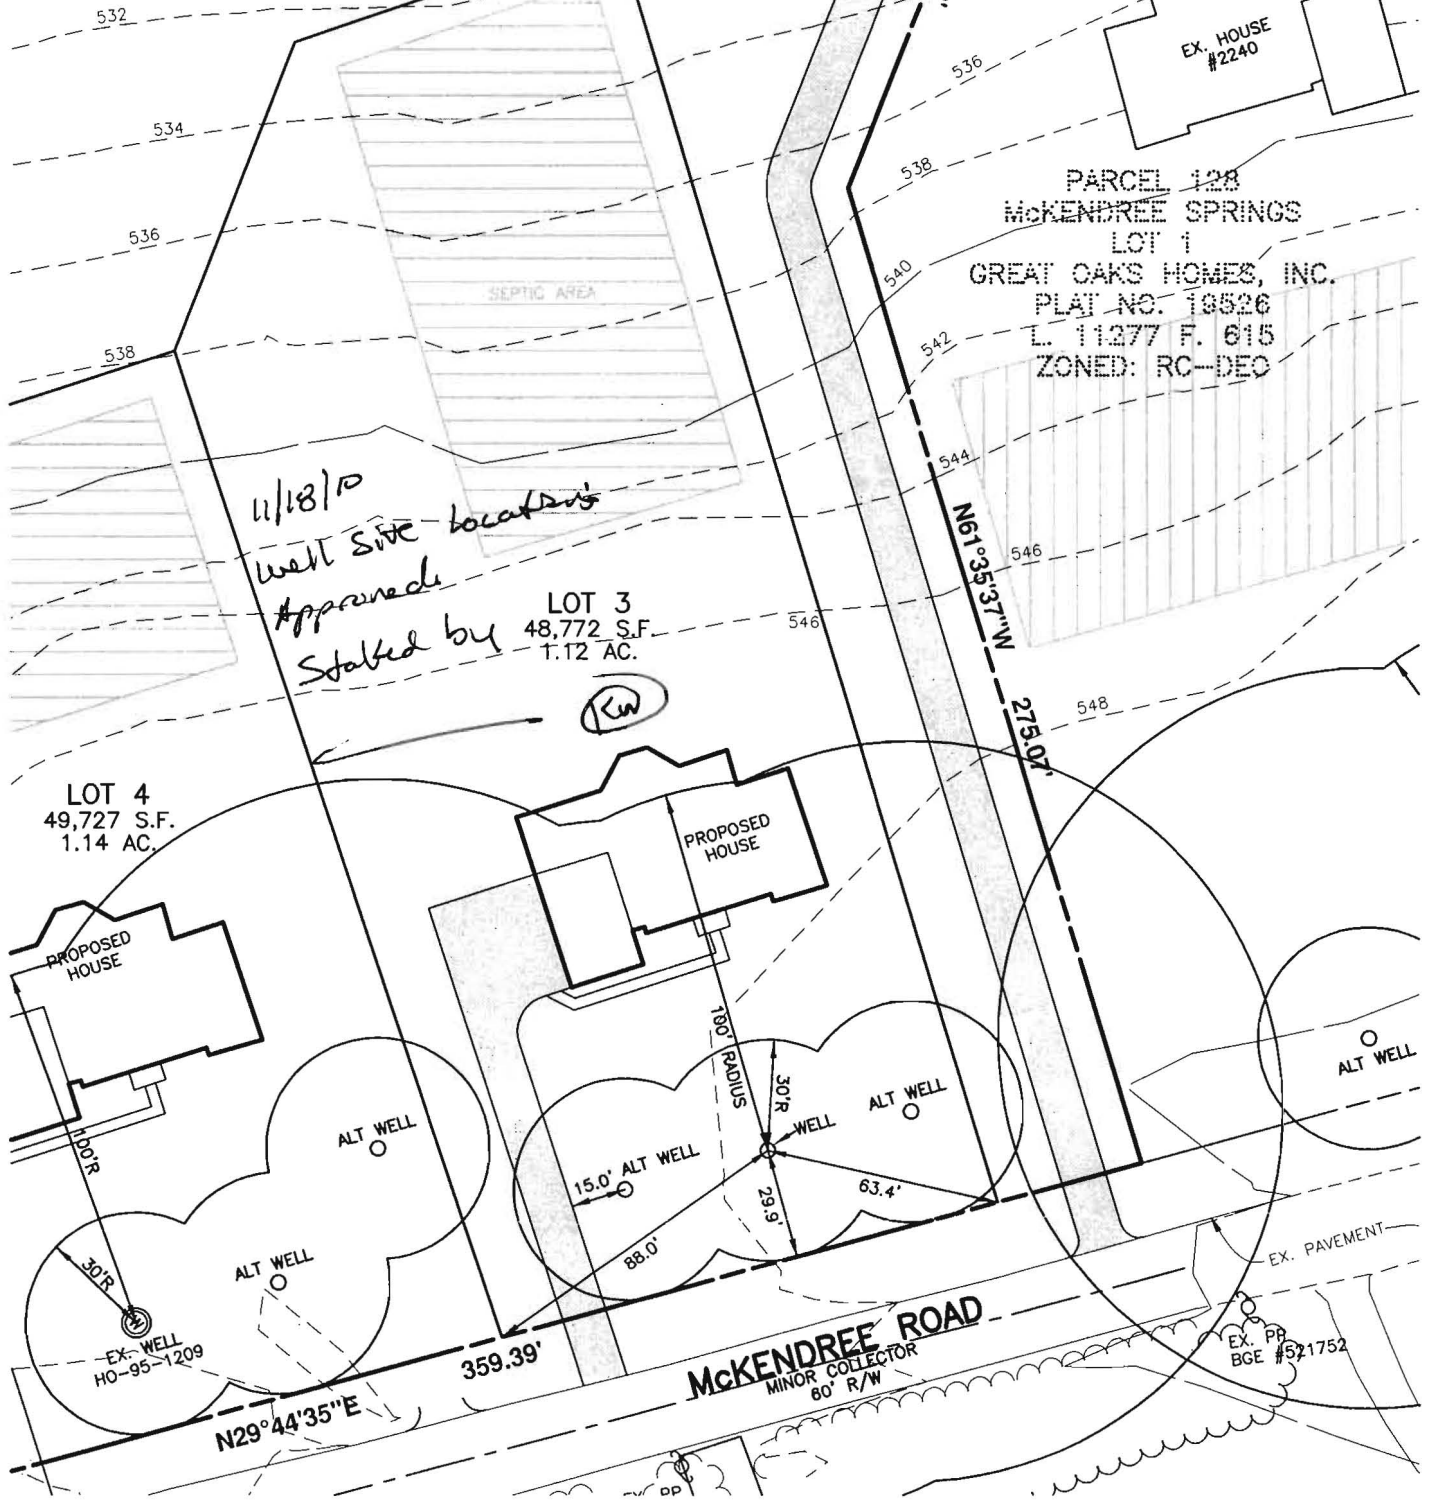 532
534
536
538
SEPTIC AREA
536
538
540
542
544
546
546
548
EX. HOUSE
#2240
PARCEL 128
McKENDREE SPRINGS
LOT 1
GREAT OAKS HOMES, INC.
PLAT NO. 19526
L. 11277 F. 615
ZONED: RC-DEO
11/18/10
Well Site Locations
Approved
Staked by
KW
LOT 3
48,772 S.F.
1.12 AC.
N61°35'37"W
275.07'
LOT 4
49,727 S.F.
1.14 AC.
PROPOSED
HOUSE
PROPOSED
HOUSE
100' RADIUS
30'R
WELL
ALT WELL
ALT WELL
15.0'
ALT WELL
29.9'
63.4'
88.0'
100'R
ALT WELL
ALT WELL
30'R
EX. WELL
HO-95-1209
359.39'
N29°44'35"E
McKENDREE ROAD
MINOR COLLECTOR
60' R/W
EX. PAVEMENT
EX. PP
BGE #521752
EX PP